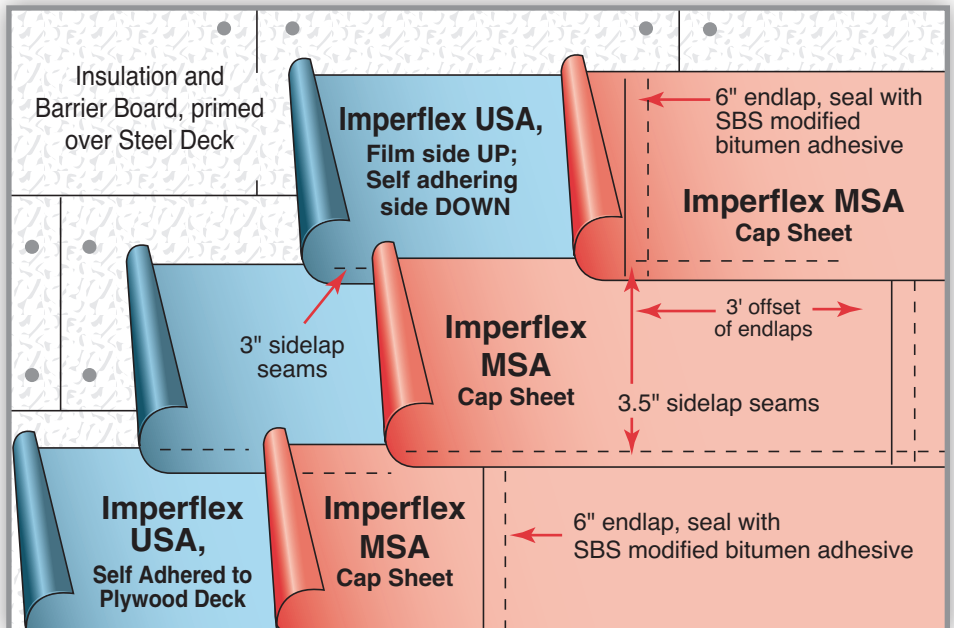 Insulation and
Barrier Board, primed
over Steel Deck
Imperflex USA,
Film side UP;
Self adhering
side DOWN
6" endlap, seal with
SBS modified
bitumen adhesive
Imperflex MSA
Cap Sheet
3" sidelap
seams
Imperflex
MSA
Cap Sheet
3' offset
of endlaps
3.5" sidelap seams
Imperflex
USA,
Self Adhered to
Plywood Deck
Imperflex
MSA
Cap Sheet
6" endlap, seal with
SBS modified bitumen adhesive